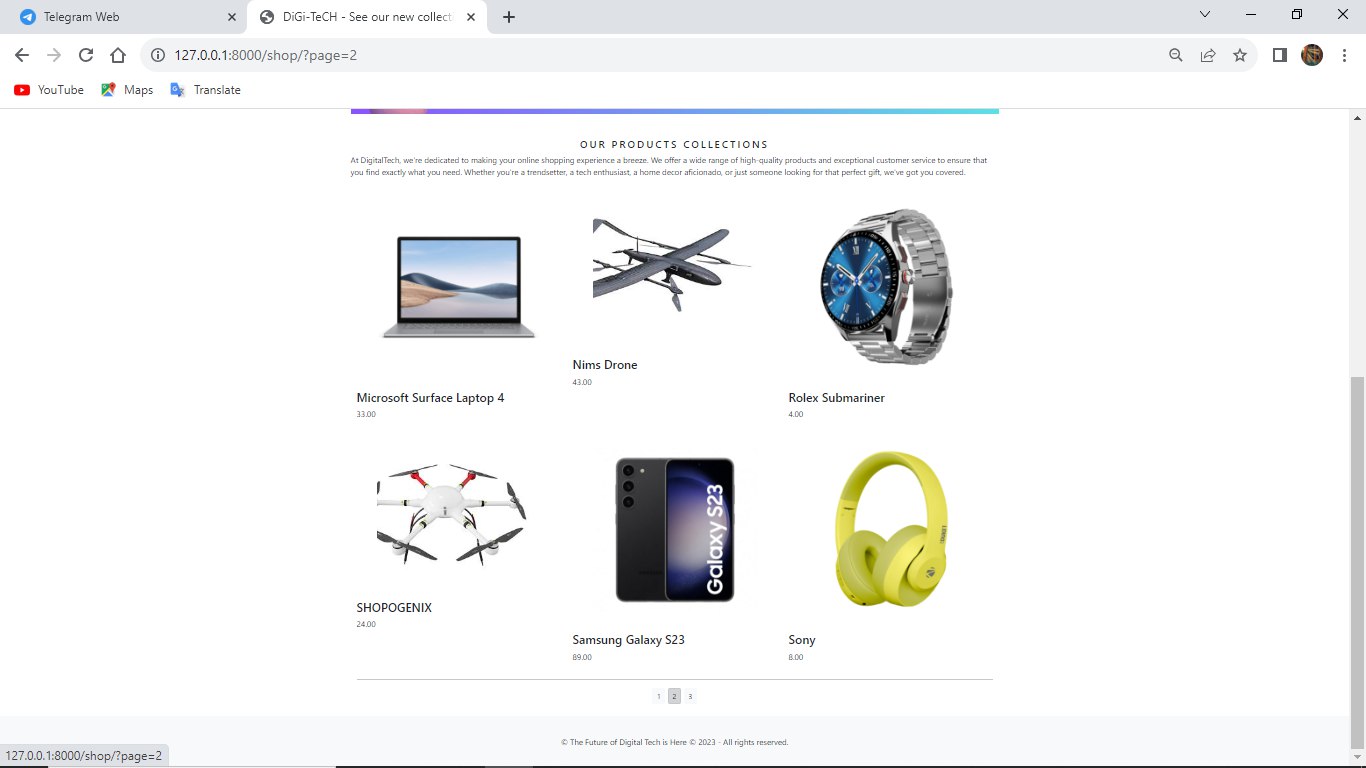 Telegram Web
DiGi-TeCH - See our new collect
127.0.0.1:8000/shop/?page=2
YouTube
Maps
Translate
OUR PRODUCTS COLLECTIONS
At DigitalTech, we're dedicated to making your online shopping experience a breeze. We offer a wide range of high-quality products and exceptional customer service to ensure that
you find exactly what you need. Whether you're a trendsetter, a tech enthusiast, a home decor aficionado, or just someone looking for that perfect gift, we've got you covered.
Microsoft Surface Laptop 4
33.00
Nims Drone
43.00
Rolex Submariner
4.00
SHOPOGENIX
24.00
Galaxy S23
Samsung Galaxy S23
89.00
Sony
8.00
1 2 3
© The Future of Digital Tech is Here © 2023 - All rights reserved.
127.0.0.1:8000/shop/?page=2